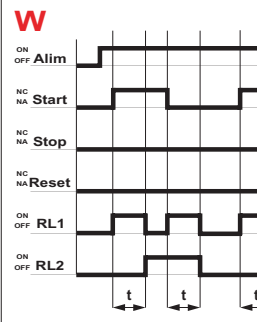 W
ON
OFF Alim
NC
NA Start
NC
NA Stop
NC
NA Reset
ON
OFF RL1
ON
OFF RL2
t t t